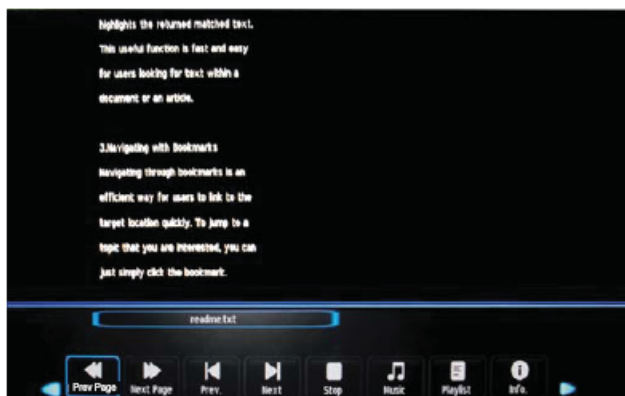 highlights the returned matched text.
This useful function is fast and easy
for users looking for text within a
document or an article.
3.Navigating with Bookmarks
Navigating through bookmarks is an
efficient way for users to link to the
target location quickly. To jump to a
topic that you are interested, you can
just simply click the bookmark.
readme.txt
Prev Page
Next Page
Prev.
Next
Stop
Music
Playlist
Info.